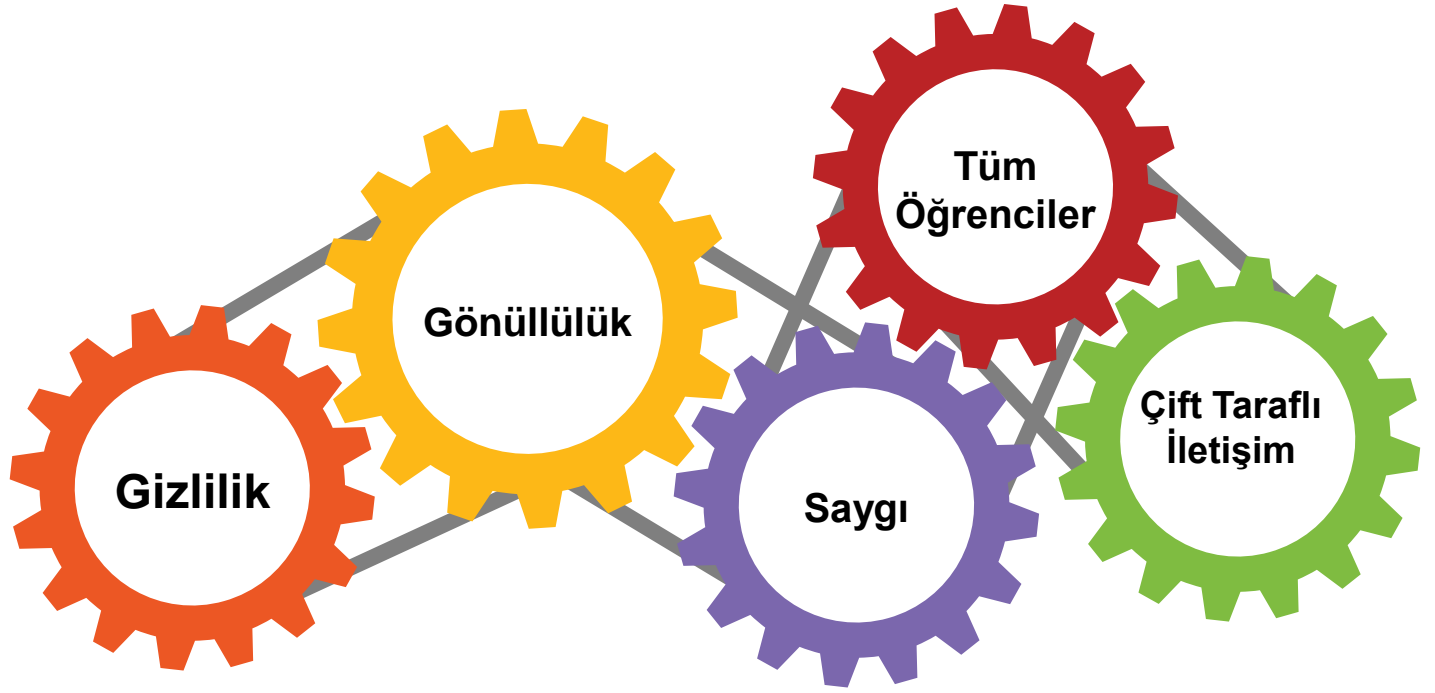 Gizlilik
Gönüllülük
Saygı
Tüm
Öğrenciler
Çift Taraflı
İletişim